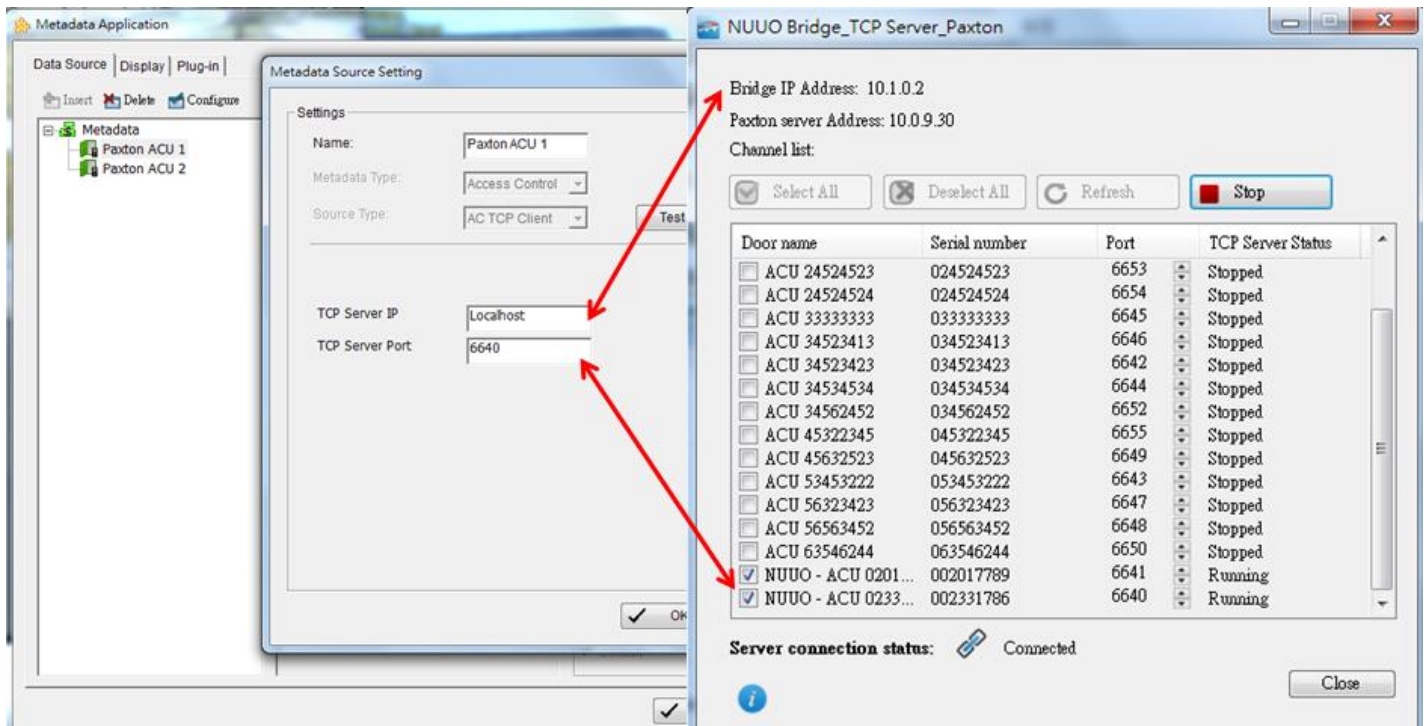 Metadata Application
Data Source
Display
Plug-in
Insert
Delete
Configure
Metadata
Paxton ACU 1
Paxton ACU 2
Metadata Source Setting
Settings
Name:
Paxton ACU 1
Metadata Type:
Access Control
Source Type:
AC TCP Client
Test
TCP Server IP
Localhost
TCP Server Port
6640
NUUO Bridge_TCP Server_Paxton
Bridge IP Address: 10.1.0.2
Paxton server Address: 10.0.9.30
Channel list:
Select All
Deselect All
Refresh
Stop
Door name Serial number Port TCP Server Status
ACU 24524523 024524523 6653 Stopped
ACU 24524524 024524524 6654 Stopped
ACU 33333333 033333333 6645 Stopped
ACU 34523413 034523413 6646 Stopped
ACU 34523423 034523423 6642 Stopped
ACU 34534534 034534534 6644 Stopped
ACU 34562452 034562452 6652 Stopped
ACU 45322345 045322345 6655 Stopped
ACU 45632523 045632523 6649 Stopped
ACU 53453222 053453222 6643 Stopped
ACU 56323423 056323423 6647 Stopped
ACU 56563452 056563452 6648 Stopped
ACU 63546244 063546244 6650 Stopped
NUUO - ACU 0201... 002017789 6641 Running
NUUO - ACU 0233... 002331786 6640 Running
Server connection status: Connected
Close